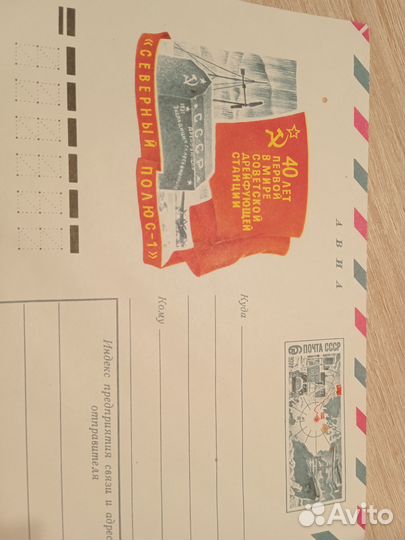 «СЕВЕРНЫЙ ПОЛЮС-1»
СССР
40 ЛЕТ
ПЕРВОЙ
В МИРЕ
СОВЕТСКОЙ
ДРЕЙФУЮЩЕЙ
СТАНЦИИ
АВИА
Куда
Кому
Индекс предприятия связи и адрес
отправителя
6
ПОЧТА СССР
Avito